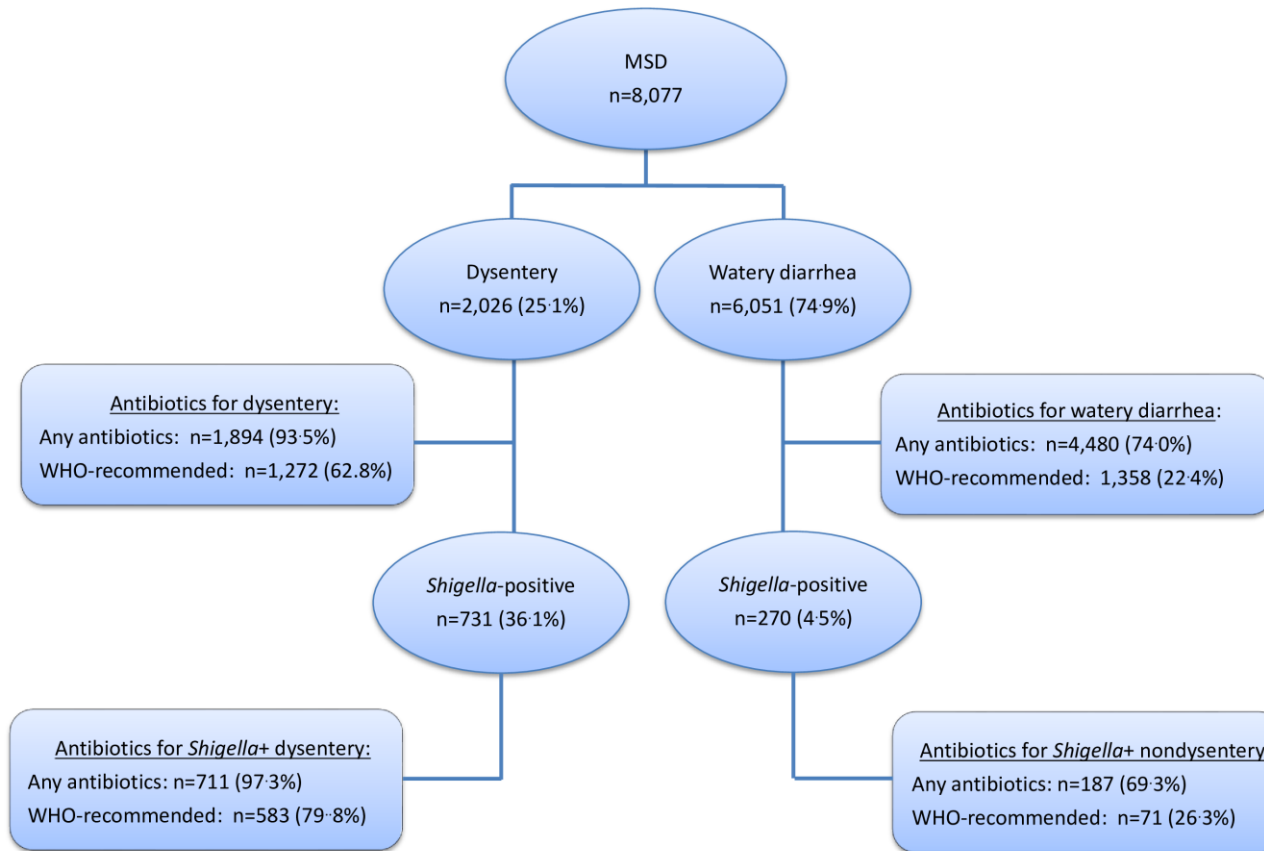 MSD
n=8,077
Dysentery
n=2,026 (25·1%)
Watery diarrhea
n=6,051 (74·9%)
Antibiotics for dysentery:
Any antibiotics: n=1,894 (93·5%)
WHO-recommended: n=1,272 (62.8%)
Antibiotics for watery diarrhea:
Any antibiotics: n=4,480 (74·0%)
WHO-recommended: 1,358 (22·4%)
Shigella-positive
n=731 (36·1%)
Shigella-positive
n=270 (4·5%)
Antibiotics for Shigella+ dysentery:
Any antibiotics: n=711 (97·3%)
WHO-recommended: n=583 (79··8%)
Antibiotics for Shigella+ nondysentery
Any antibiotics: n=187 (69·3%)
WHO-recommended: n=71 (26·3%)